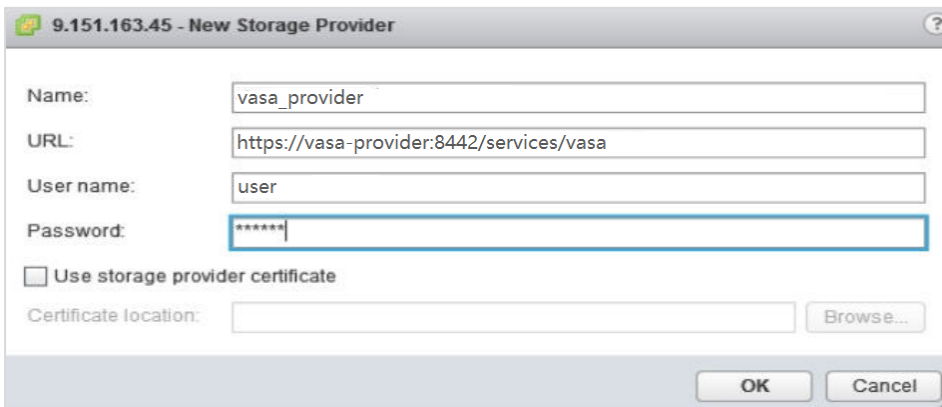 9.151.163.45 - New Storage Provider ?
Name: vasa_provider
URL: https://vasa-provider:8442/services/vasa
User name: user
Password: ******
Use storage provider certificate
Certificate location: Browse...
OK Cancel